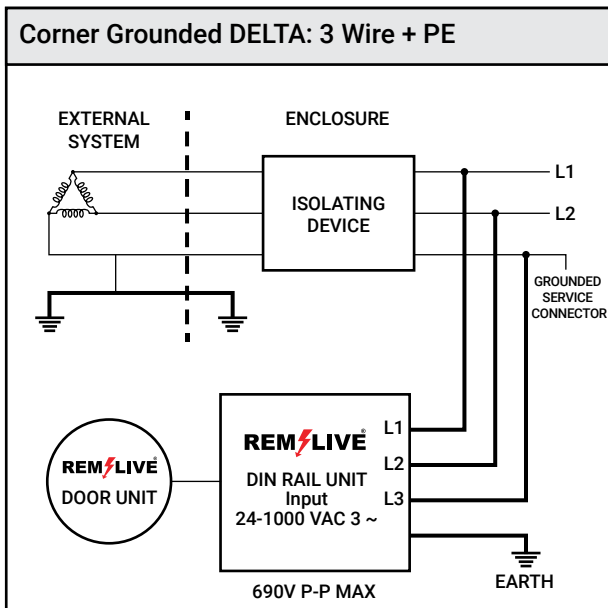 Corner Grounded DELTA: 3 Wire + PE
EXTERNAL
SYSTEM
ENCLOSURE
ISOLATING
DEVICE
L1
L2
GROUNDED
SERVICE
CONNECTOR
REMLIVE®
DOOR UNIT
REMLIVE®
DIN RAIL UNIT
Input
24-1000 VAC 3 ~
L1
L2
L3
690V P-P MAX
EARTH